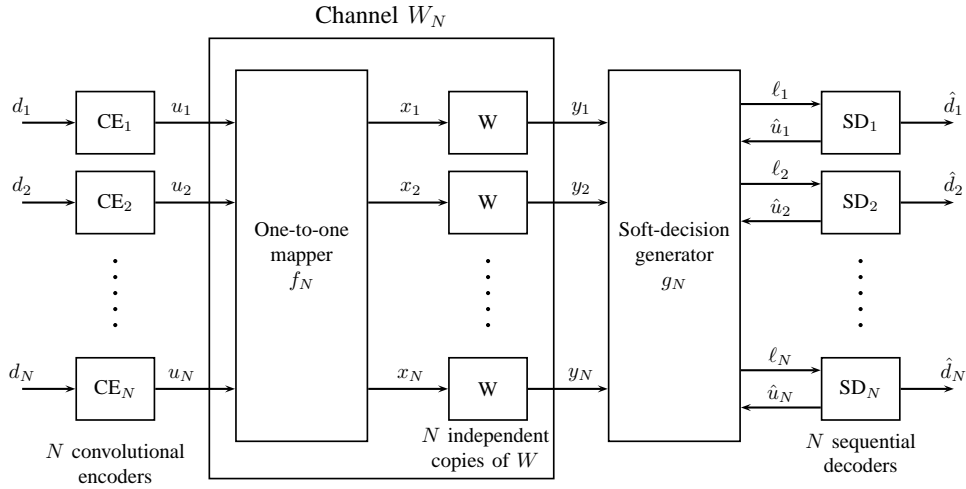 Channel W_N
d_1
CE_1
u_1
x_1
W
y_1
ℓ_1
û_1
SD_1
d̂_1
d_2
CE_2
u_2
x_2
W
y_2
ℓ_2
û_2
SD_2
d̂_2
One-to-one
mapper
f_N
Soft-decision
generator
g_N
d_N
CE_N
u_N
x_N
W
y_N
ℓ_N
û_N
SD_N
d̂_N
N convolutional
encoders
N independent
copies of W
N sequential
decoders